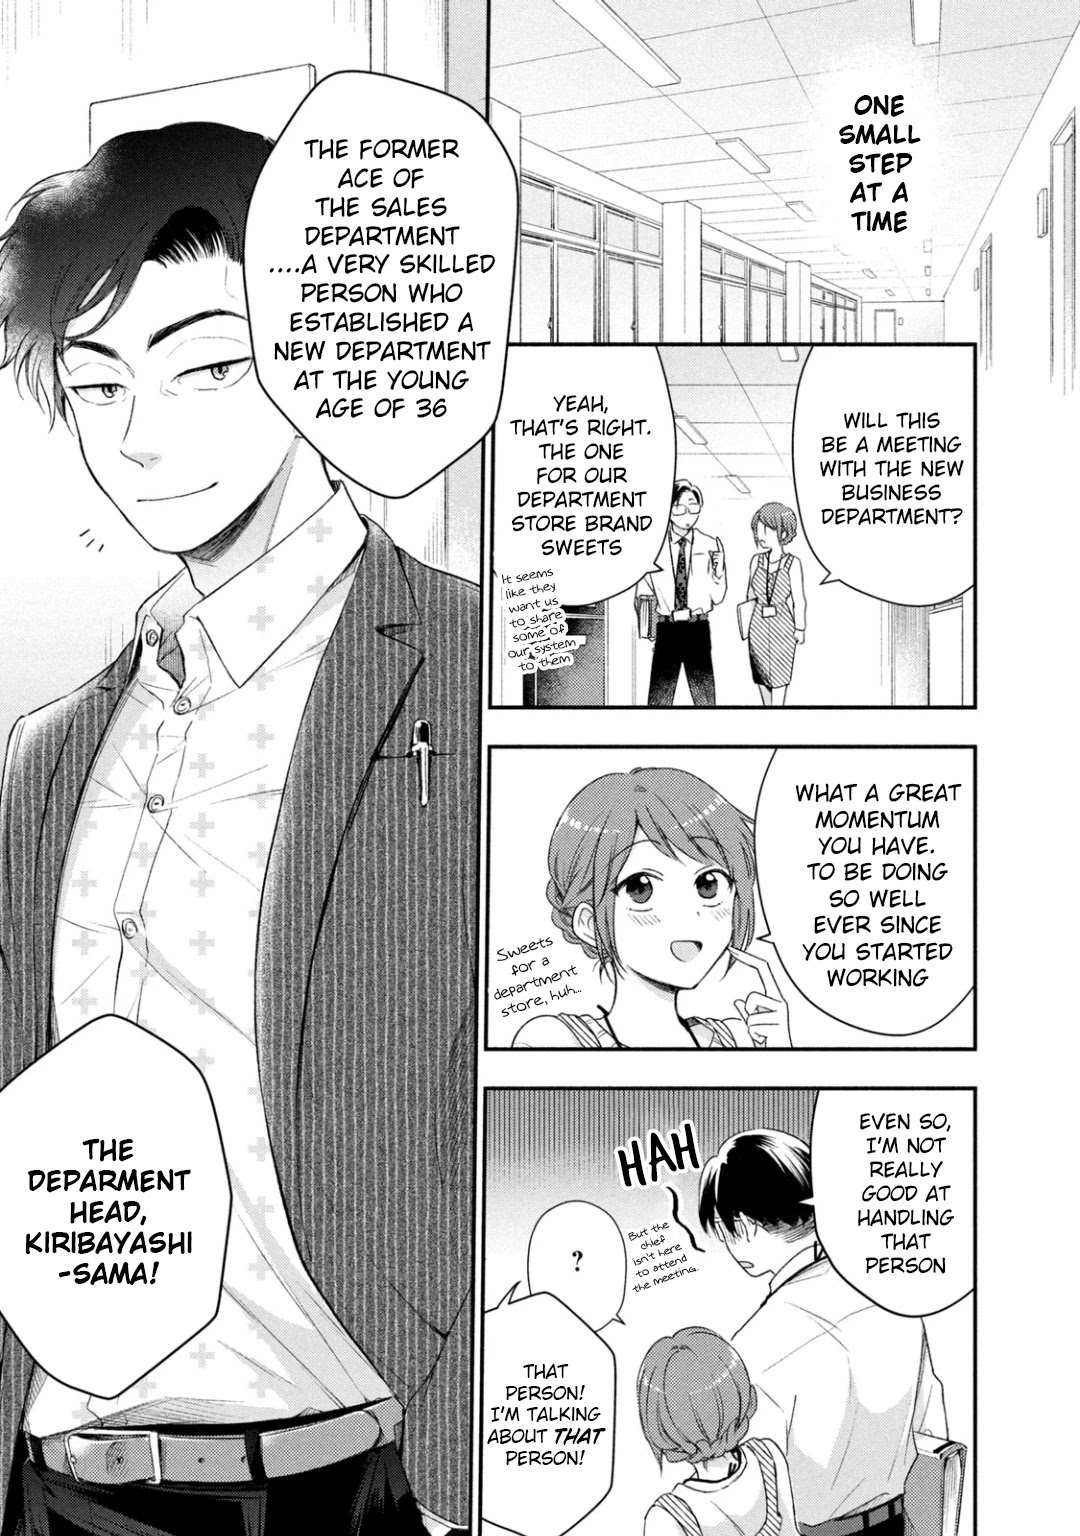 ONE
SMALL
STEP
AT A
TIME
WILL THIS
BE A MEETING
WITH THE NEW
BUSINESS
DEPARTMENT?
YEAH,
THAT'S RIGHT.
THE ONE
FOR OUR
DEPARTMENT
STORE BRAND
SWEETS
It seems
like they
want us
to share
some of
our system
to them
WHAT A GREAT
MOMENTUM
YOU HAVE.
TO BE DOING
SO WELL
EVER SINCE
YOU STARTED
WORKING
Sweets
for a
department
store, huh...
EVEN SO,
I'M NOT
REALLY
GOOD AT
HANDLING
THAT
PERSON
HAH
But the
chief
isn't here
to attend
the meeting.
?
THAT
PERSON!
I'M TALKING
ABOUT THAT
PERSON!
THE FORMER
ACE OF
THE SALES
DEPARTMENT
....A VERY SKILLED
PERSON WHO
ESTABLISHED A
NEW DEPARTMENT
AT THE YOUNG
AGE OF 36
THE
DEPARMENT
HEAD,
KIRIBAYASHI
-SAMA!